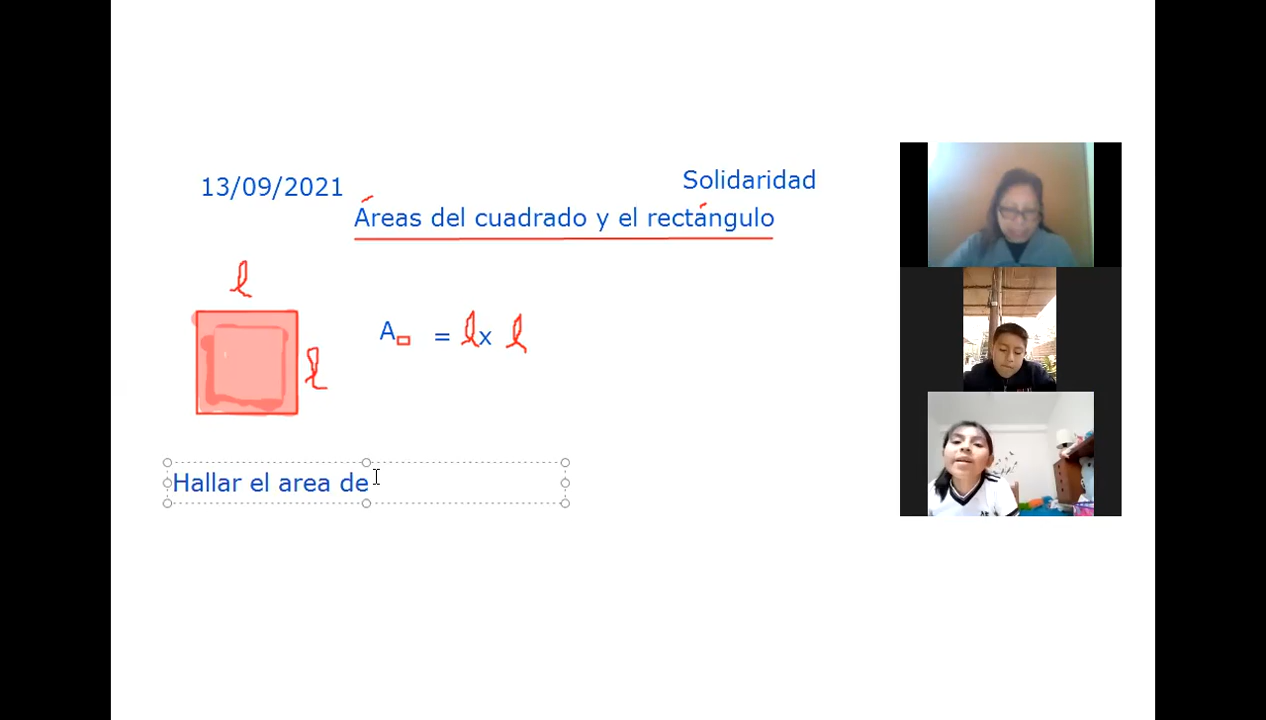 13/09/2021 Solidaridad
Áreas del cuadrado y el rectángulo
l
l
A□ = l x l
Hallar el area de